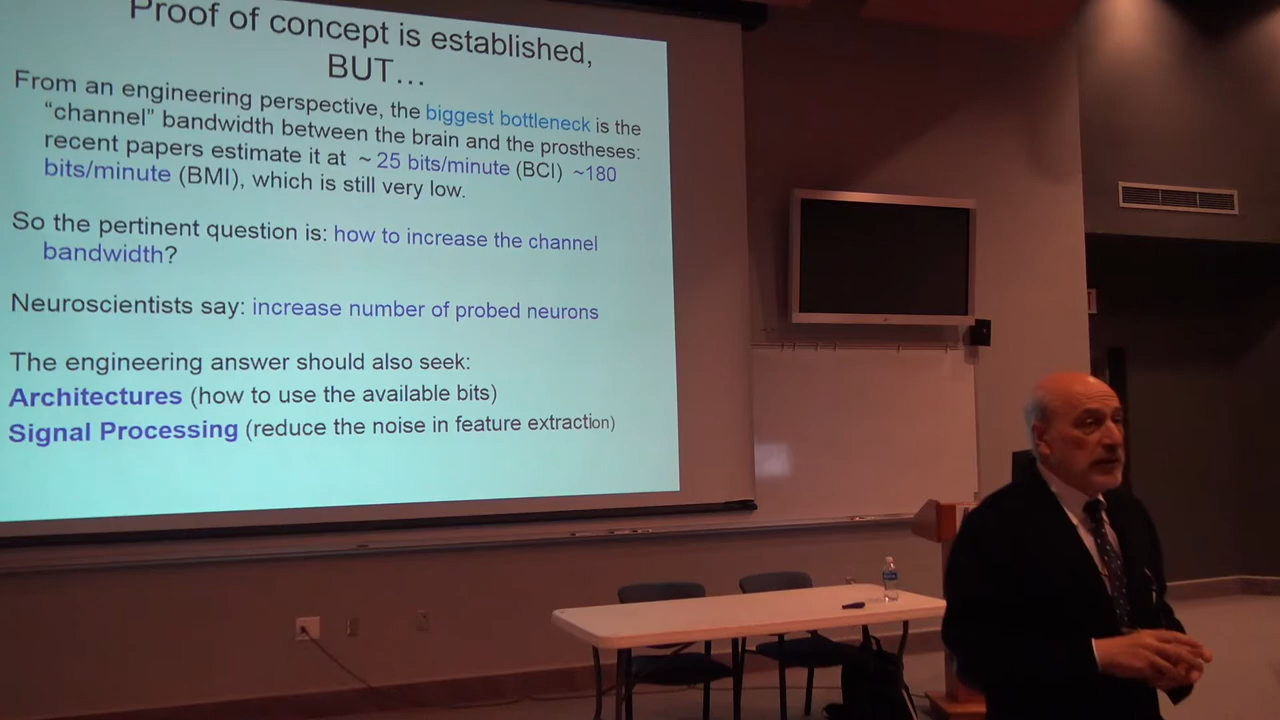 Proof of concept is established,
BUT…
From an engineering perspective, the biggest bottleneck is the
“channel” bandwidth between the brain and the prostheses:
recent papers estimate it at ~ 25 bits/minute (BCI) ~180
bits/minute (BMI), which is still very low.
So the pertinent question is: how to increase the channel
bandwidth?
Neuroscientists say: increase number of probed neurons
The engineering answer should also seek:
Architectures (how to use the available bits)
Signal Processing (reduce the noise in feature extraction)